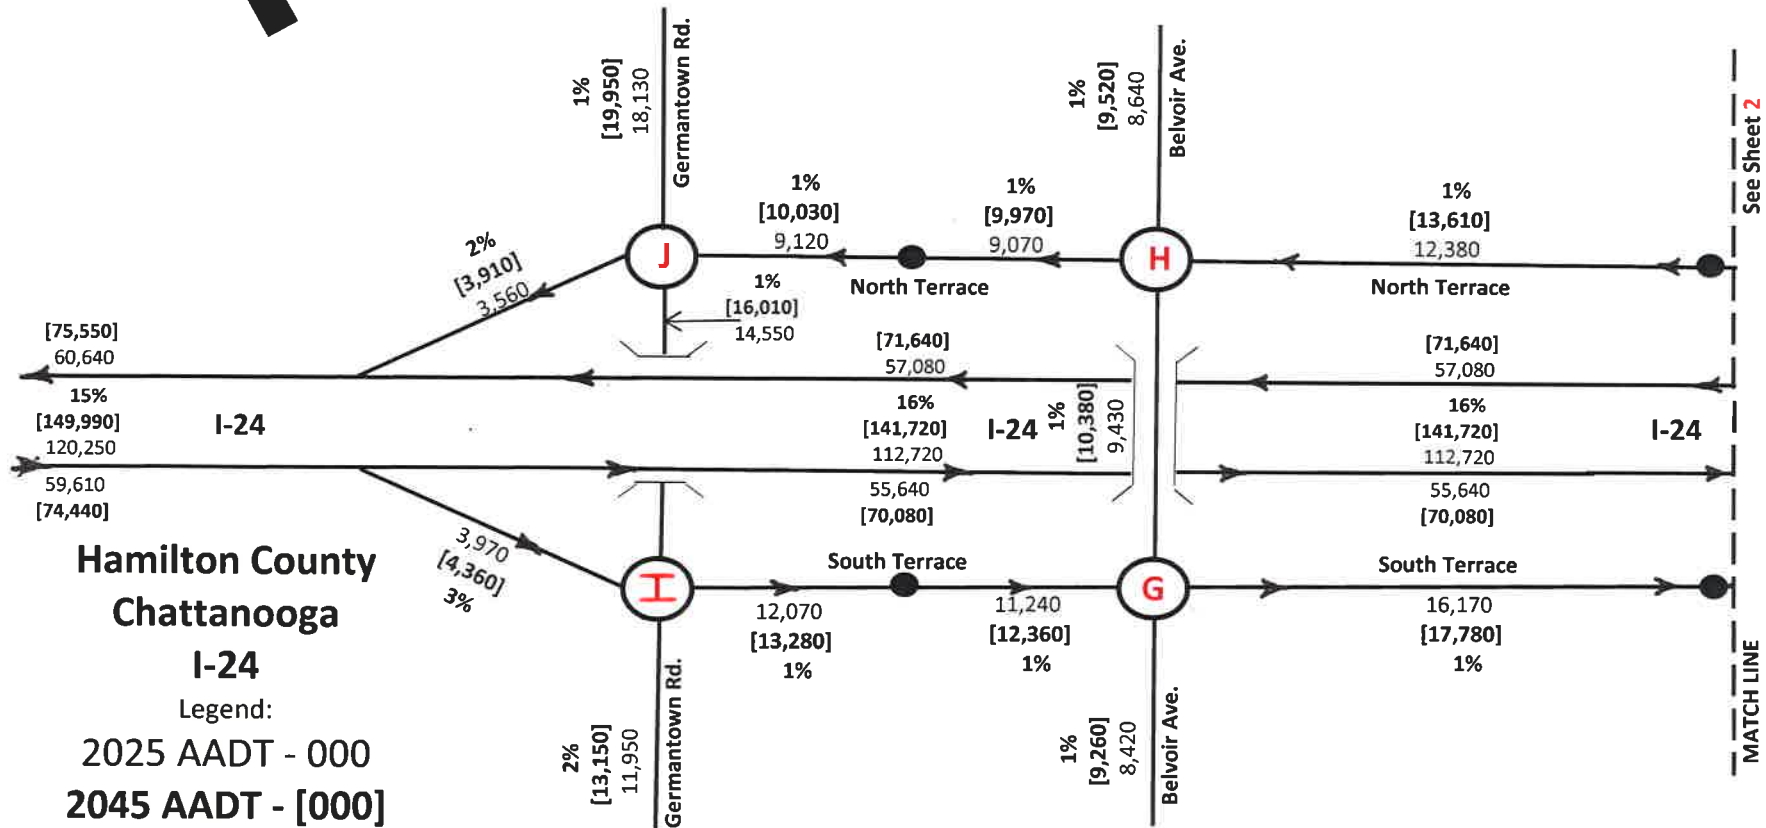 1%
[19,950]
18,130
Germantown Rd.
1%
[9,520]
8,640
Belvoir Ave.
See Sheet 2
J
1%
[10,030]
9,120
1%
[9,970]
9,070
North Terrace
H
1%
[13,610]
12,380
North Terrace
2%
[3,910]
3,560
1%
[16,010]
14,550
[75,550]
60,640
15%
[149,990]
120,250
59,610
[74,440]
I-24
[71,640]
57,080
16%
[141,720]
112,720
55,640
[70,080]
I-24
1%
[10,380]
9,430
[71,640]
57,080
16%
[141,720]
112,720
55,640
[70,080]
I-24
3,970
[4,360]
3%
I
South Terrace
12,070
[13,280]
1%
11,240
[12,360]
1%
G
South Terrace
16,170
[17,780]
1%
2%
[13,150]
11,950
Germantown Rd.
1%
[9,260]
8,420
Belvoir Ave.
MATCH LINE
Hamilton County
Chattanooga
I-24
Legend:
2025 AADT - 000
2045 AADT - [000]